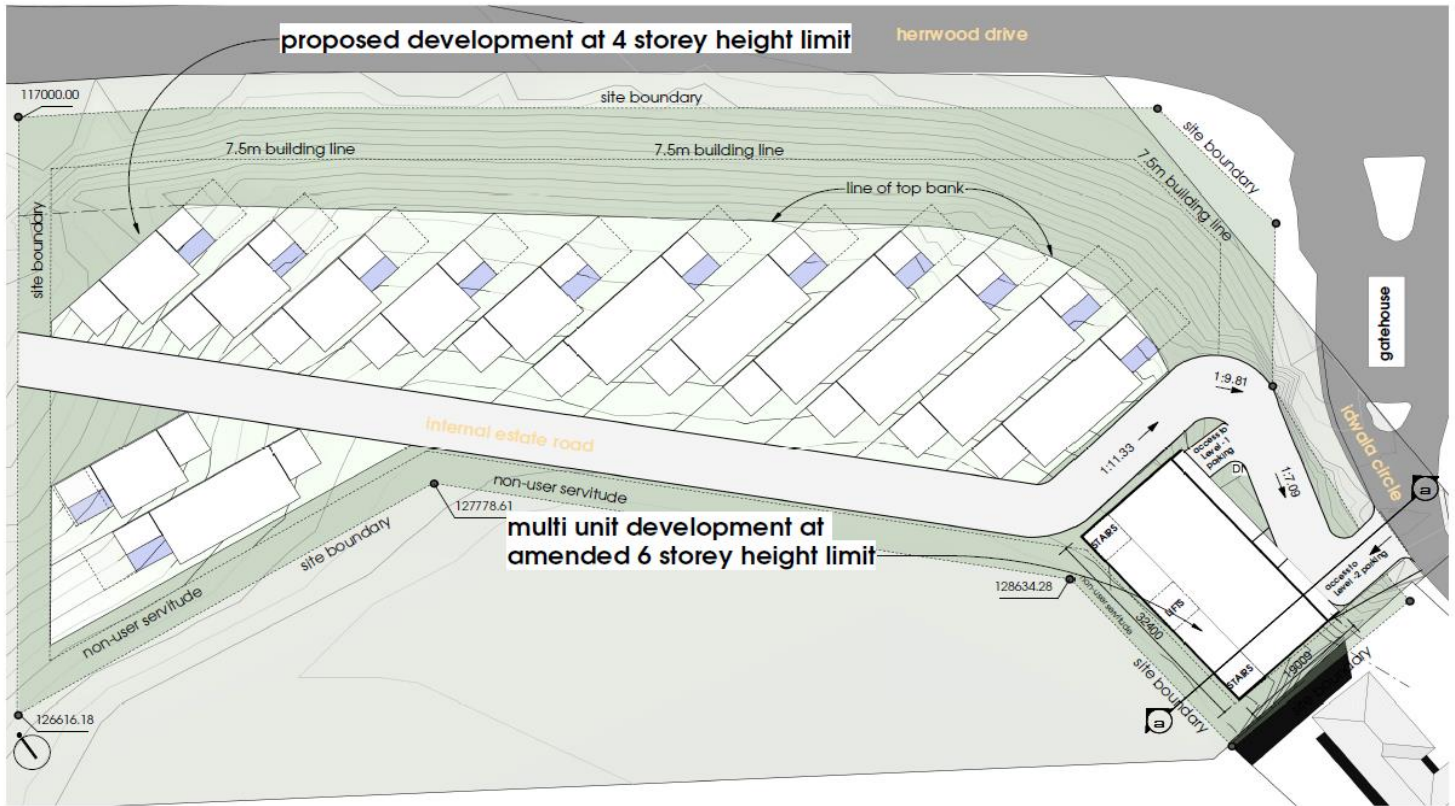 proposed development at 4 storey height limit
herrwood drive
117000.00
site boundary
site boundary
7.5m building line
7.5m building line
7.5m building line
line of top bank
site boundary
gatehouse
1:9.81
idwala circle
internal estate road
1:11.33
access to
Level -1
parking
1:7.09
a
non-user servitude
127778.61
site boundary
multi unit development at
amended 6 storey height limit
STAIRS
access to
Level -2 parking
128634.28
non-user servitude
LIFTS
32400
non-user servitude
STAIRS
19009
site boundary
site boundary
126616.18
a